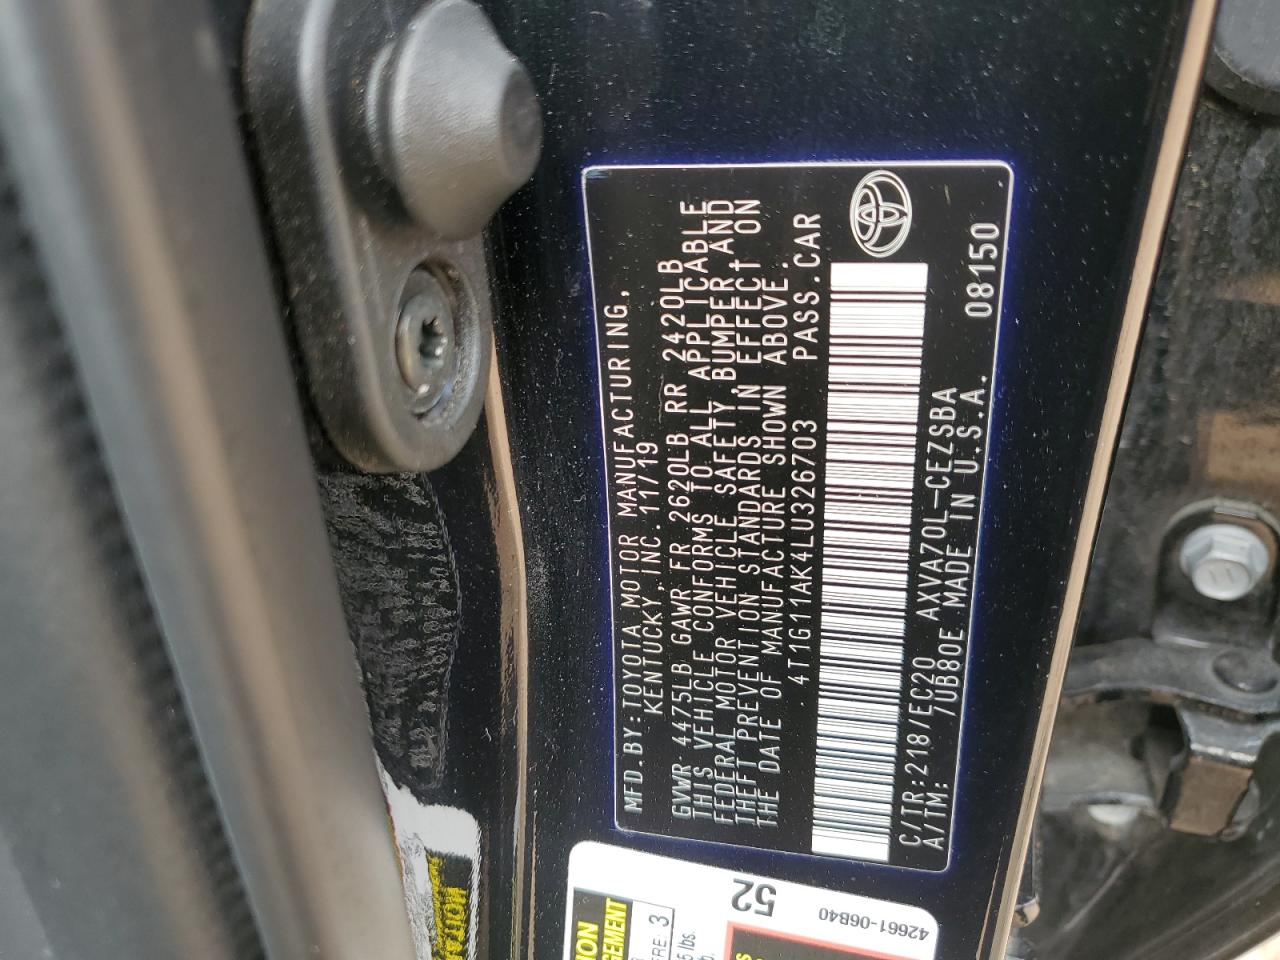 MFD.BY:TOYOTA MOTOR MANUFACTURING,
KENTUCKY,INC. 11/19
GVWR 4475LB GAWR FR 2620LB RR 2420LB
THIS VEHICLE CONFORMS TO ALL APPLICABLE
FEDERAL MOTOR VEHICLE SAFETY,BUMPER,AND
THEFT PREVENTION STANDARDS IN EFFECT ON
THE DATE OF MANUFACTURE SHOWN ABOVE.
4T1G11AK4LU326703 PASS.CAR
C/TR:218/EC20 AXVA70L-CEZSBA 08150
A/TM: /UB80E MADE IN U.S.A.
52
42661-06B40